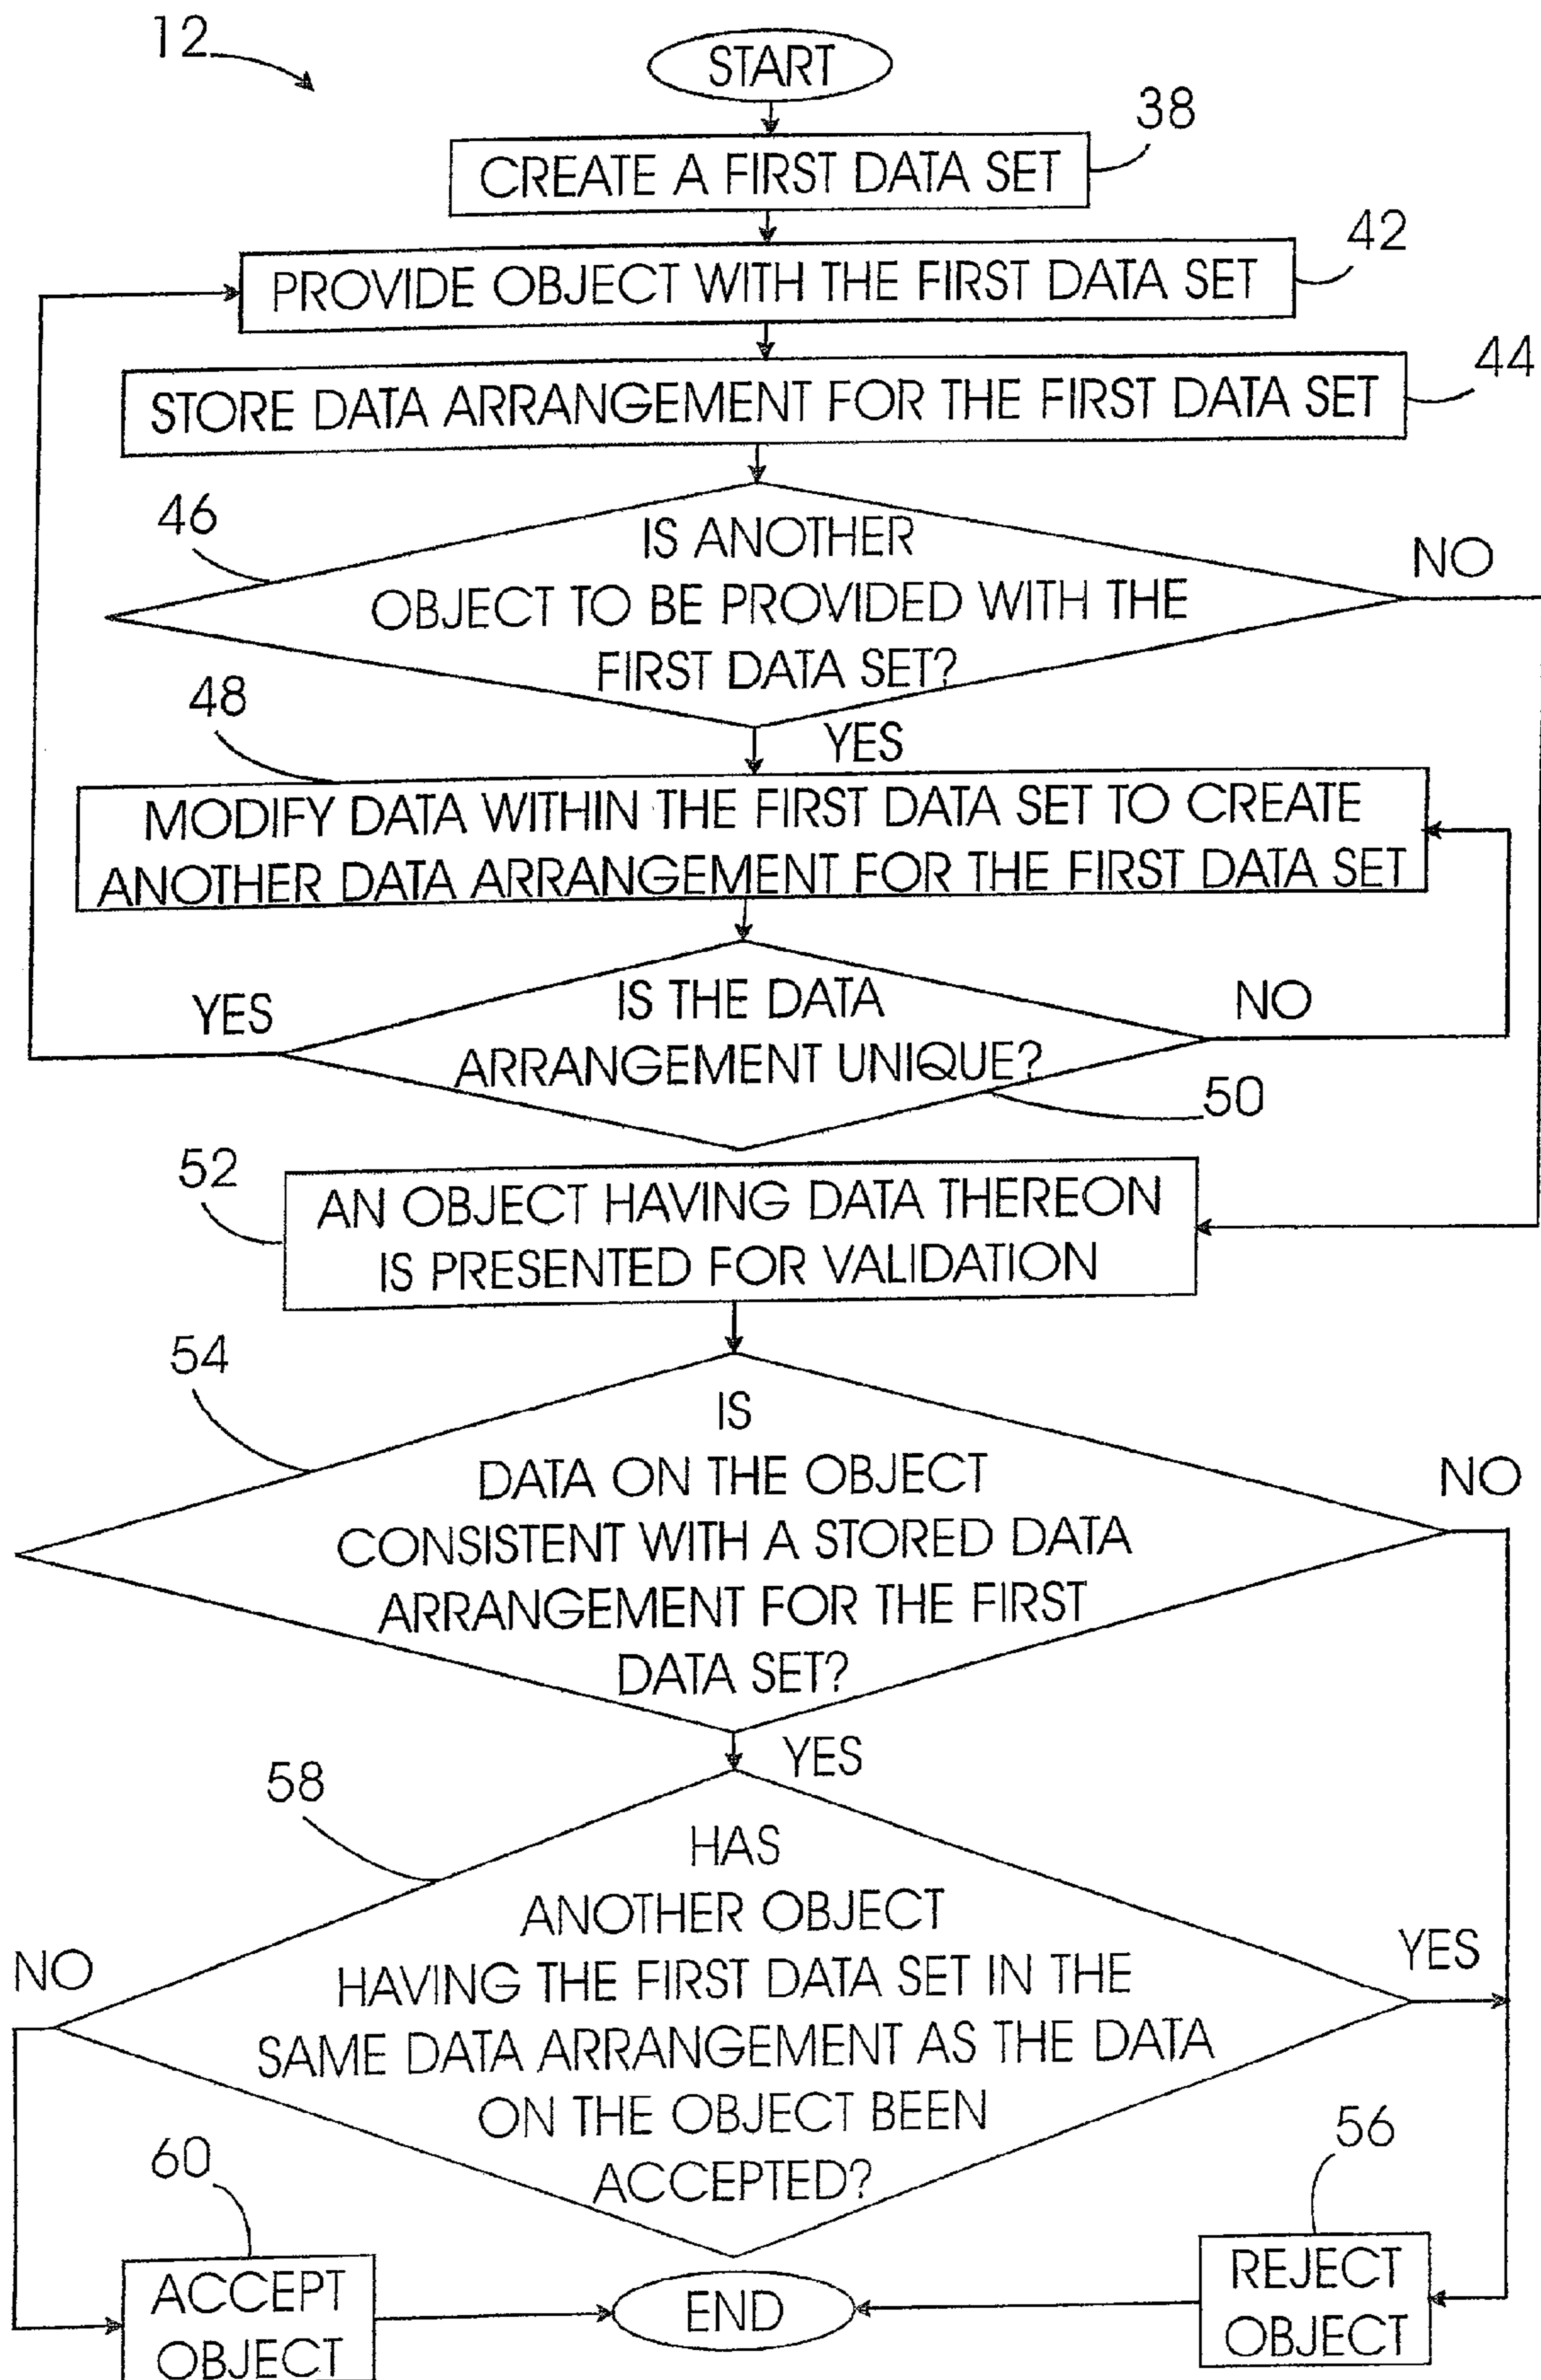 12
START
38
CREATE A FIRST DATA SET
42
PROVIDE OBJECT WITH THE FIRST DATA SET
44
STORE DATA ARRANGEMENT FOR THE FIRST DATA SET
46
IS ANOTHER
OBJECT TO BE PROVIDED WITH THE
FIRST DATA SET?
NO
48
YES
MODIFY DATA WITHIN THE FIRST DATA SET TO CREATE
ANOTHER DATA ARRANGEMENT FOR THE FIRST DATA SET
YES
IS THE DATA
ARRANGEMENT UNIQUE?
NO
50
52
AN OBJECT HAVING DATA THEREON
IS PRESENTED FOR VALIDATION
54
IS
DATA ON THE OBJECT
CONSISTENT WITH A STORED DATA
ARRANGEMENT FOR THE FIRST
DATA SET?
NO
YES
58
HAS
ANOTHER OBJECT
HAVING THE FIRST DATA SET IN THE
SAME DATA ARRANGEMENT AS THE DATA
ON THE OBJECT BEEN
ACCEPTED?
NO
YES
60
ACCEPT
OBJECT
END
56
REJECT
OBJECT